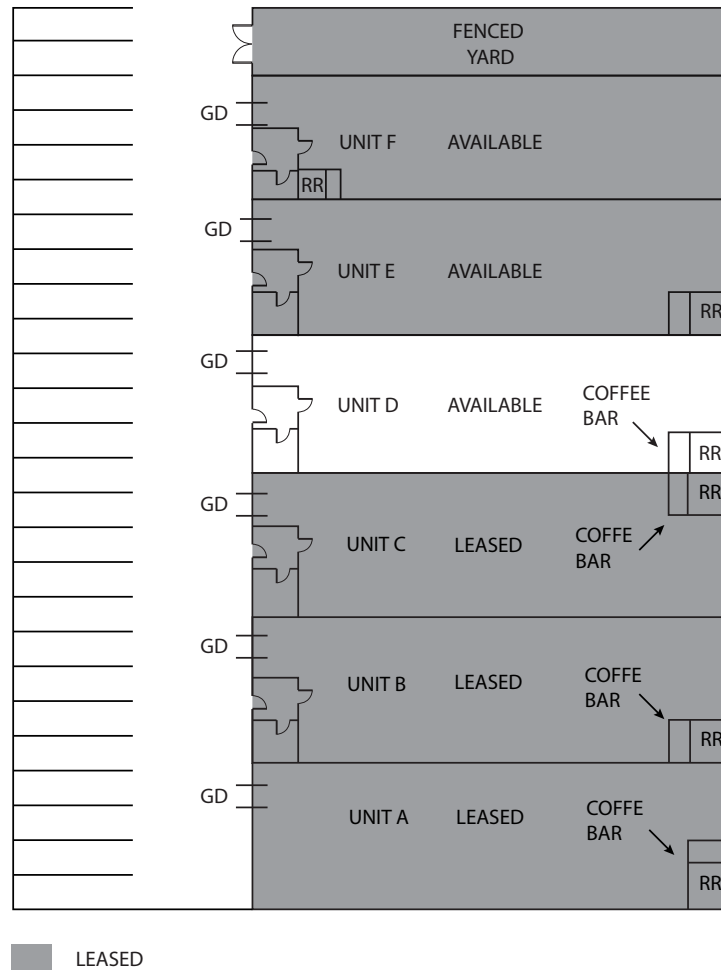 FENCED
YARD
GD
UNIT F AVAILABLE
RR
GD
UNIT E AVAILABLE
RR
GD
UNIT D AVAILABLE
COFFEE
BAR
RR
RR
GD
UNIT C LEASED
COFFE
BAR
GD
UNIT B LEASED
COFFE
BAR
RR
GD
UNIT A LEASED
COFFE
BAR
RR
LEASED